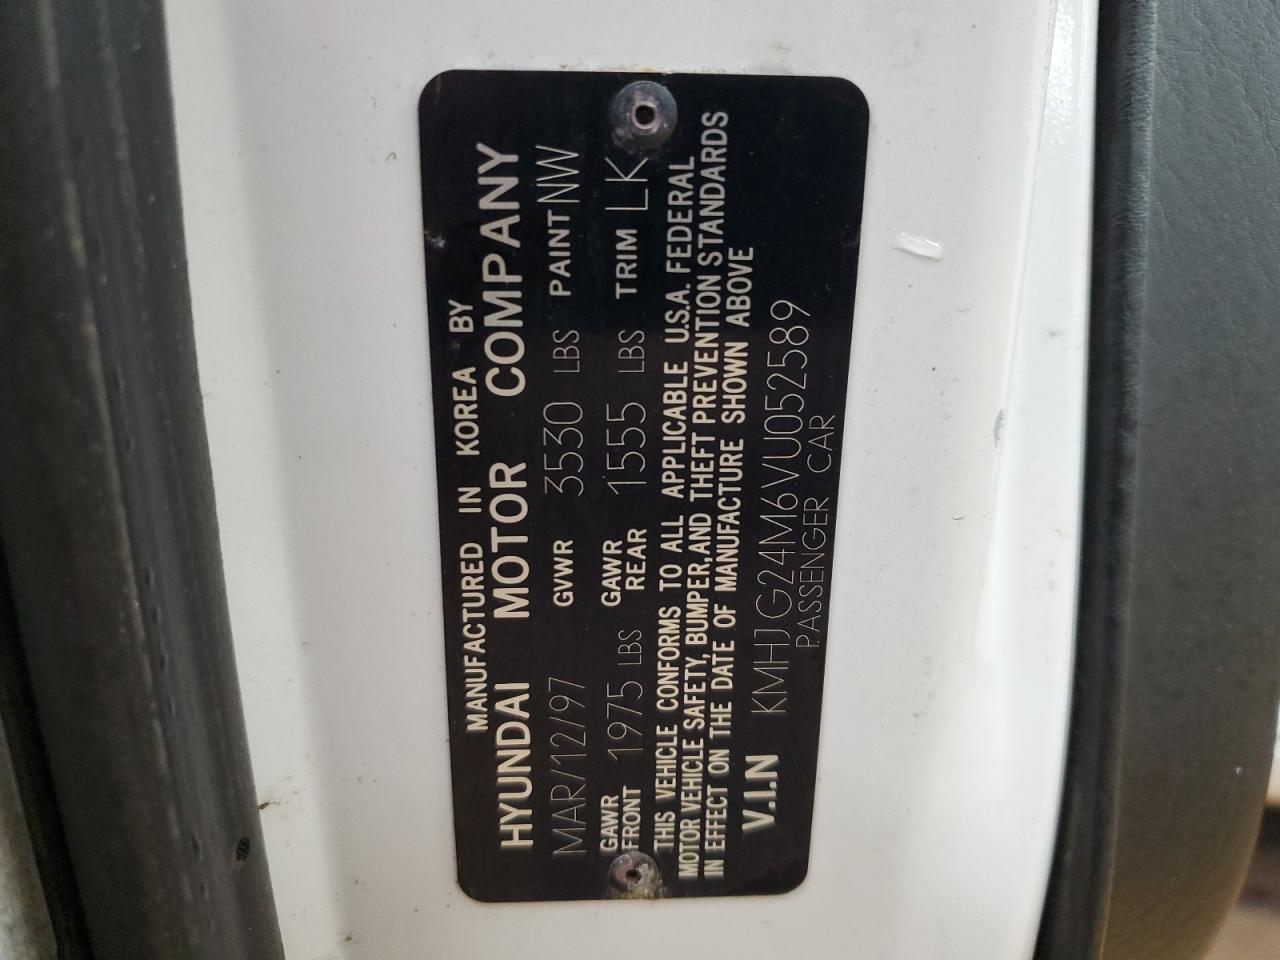 MANUFACTURED IN KOREA BY
HYUNDAI MOTOR COMPANY
MAR/12/97 GVWR 3530 LBS PAINT NW
GAWR FRONT 1975 LBS GAWR REAR 1555 LBS TRIM LK
THIS VEHICLE CONFORMS TO ALL APPLICABLE U.S.A. FEDERAL
MOTOR VEHICLE SAFETY, BUMPER, AND THEFT PREVENTION STANDARDS
IN EFFECT ON THE DATE OF MANUFACTURE SHOWN ABOVE
V.I.N KMHJG24M6VU052589
PASSENGER CAR